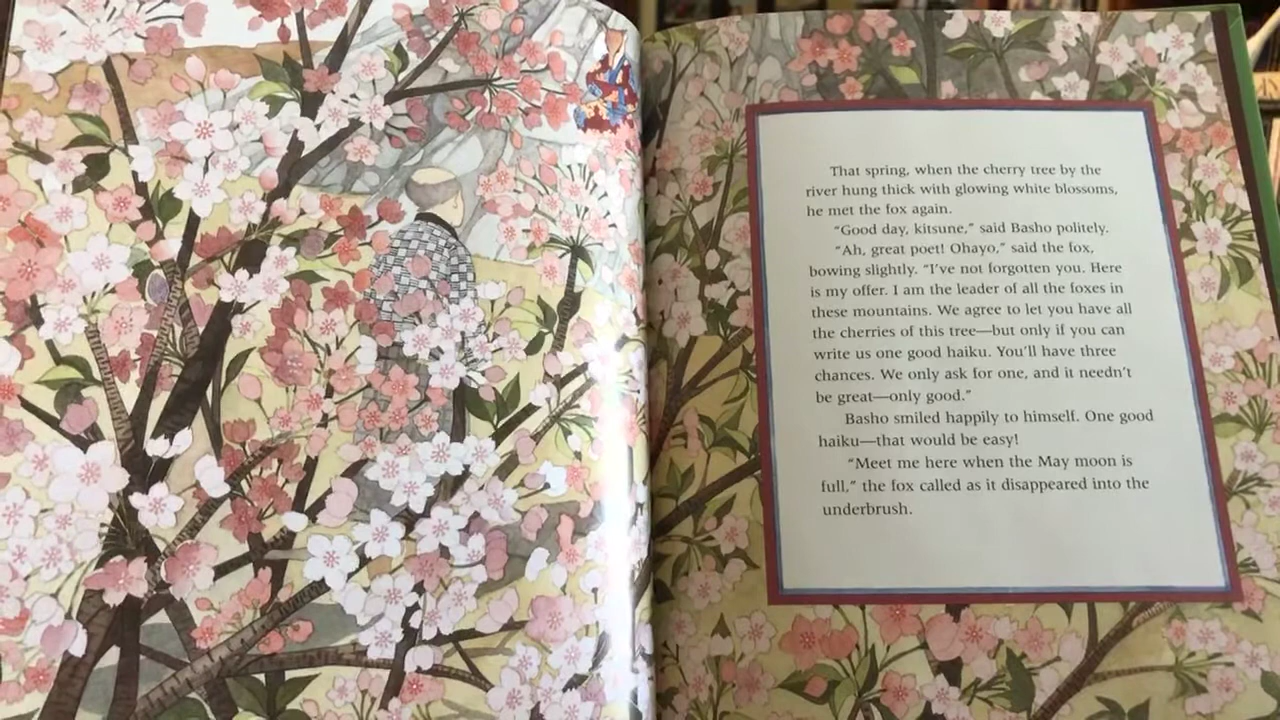 That spring, when the cherry tree by the
river hung thick with glowing white blossoms,
he met the fox again.
“Good day, kitsune,” said Basho politely.
“Ah, great poet! Ohayo,” said the fox,
bowing slightly. “I’ve not forgotten you. Here
is my offer. I am the leader of all the foxes in
these mountains. We agree to let you have all
the cherries of this tree—but only if you can
write us one good haiku. You’ll have three
chances. We only ask for one, and it needn’t
be great—only good.”
Basho smiled happily to himself. One good
haiku—that would be easy!
“Meet me here when the May moon is
full,” the fox called as it disappeared into the
underbrush.